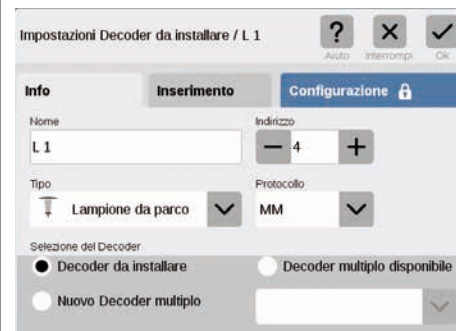 Impostazioni Decoder da installare / L 1
? Aiuto
Interrompi
Ok
Info
Inserimento
Configurazione
Nome
Indirizzo
L 1
4
Tipo
Protocollo
Lampione da parco
MM
Selezione del Decoder
Decoder da installare
Decoder multiplo disponibile
Nuovo Decoder multiplo